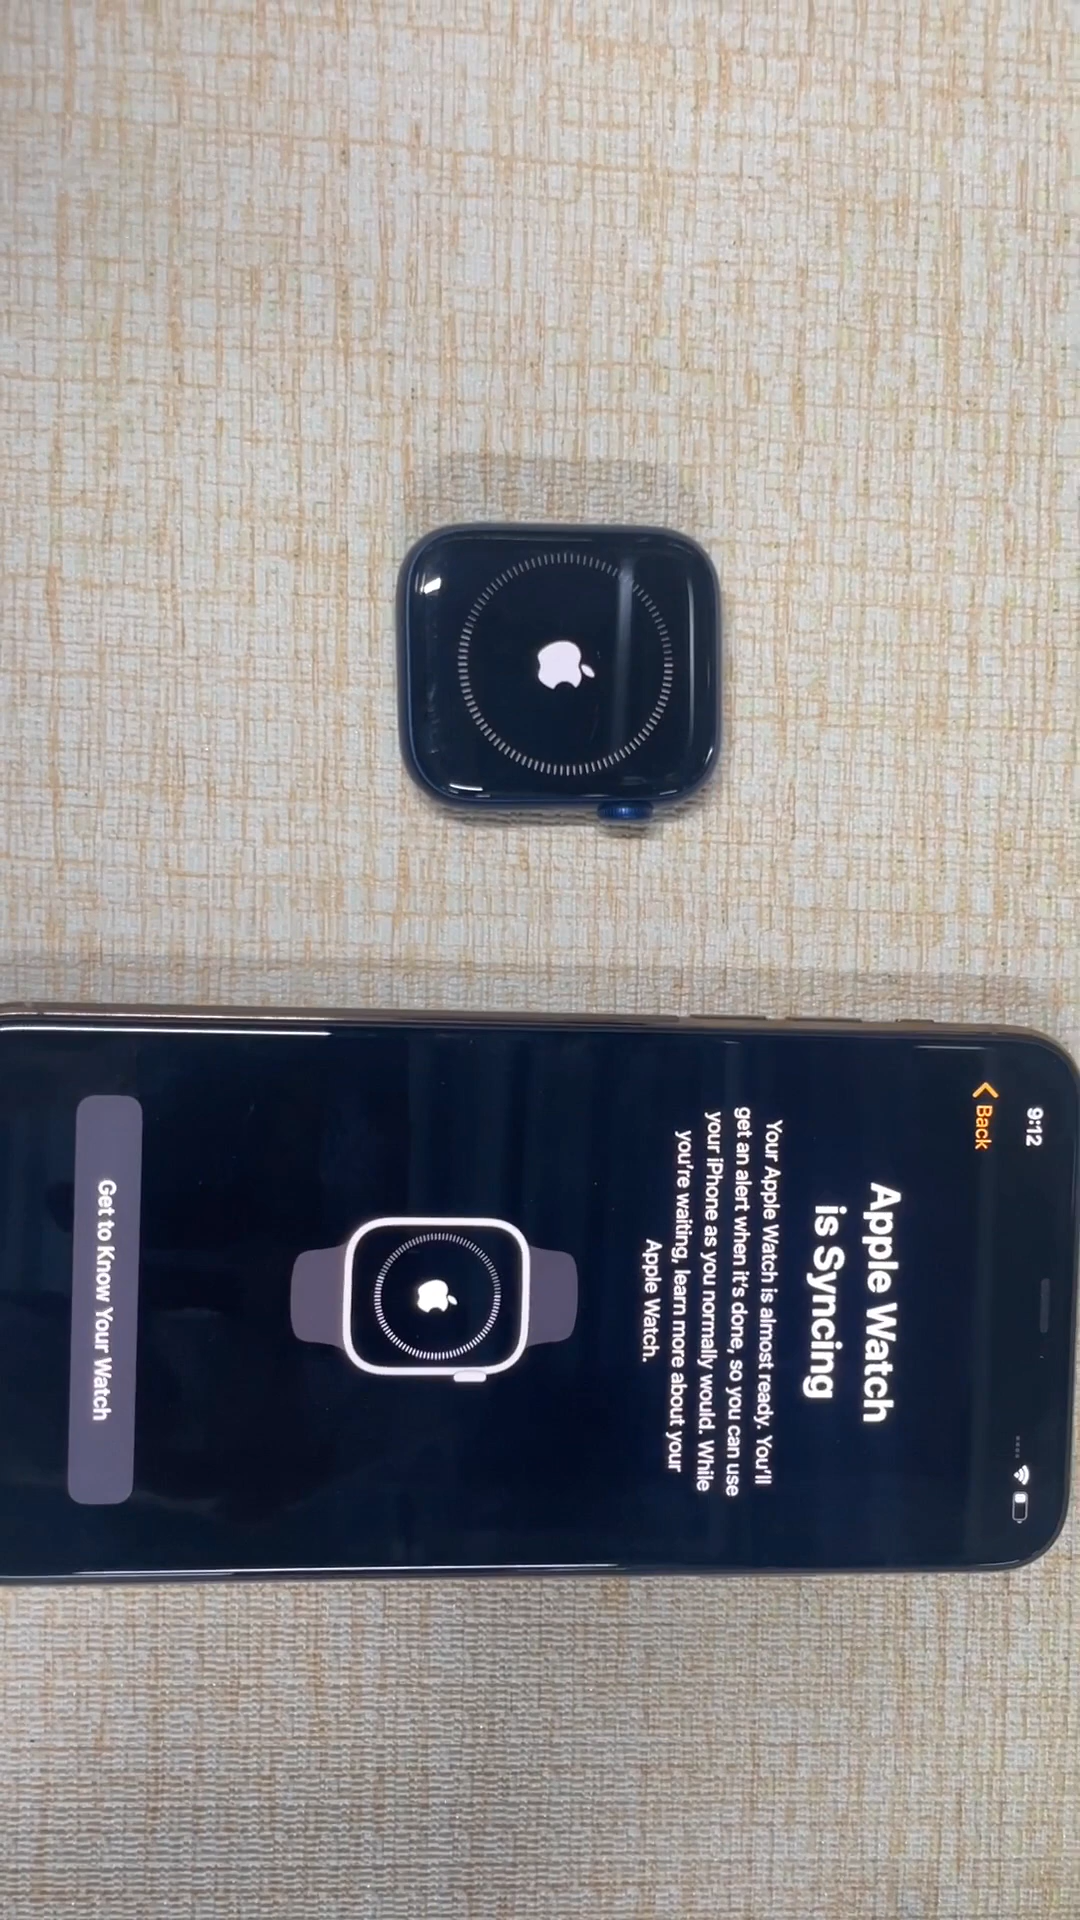 9:12
Back
Apple Watch
is Syncing
Your Apple Watch is almost ready. You'll
get an alert when it's done, so you can use
your iPhone as you normally would. While
you're waiting, learn more about your
Apple Watch.
Get to Know Your Watch